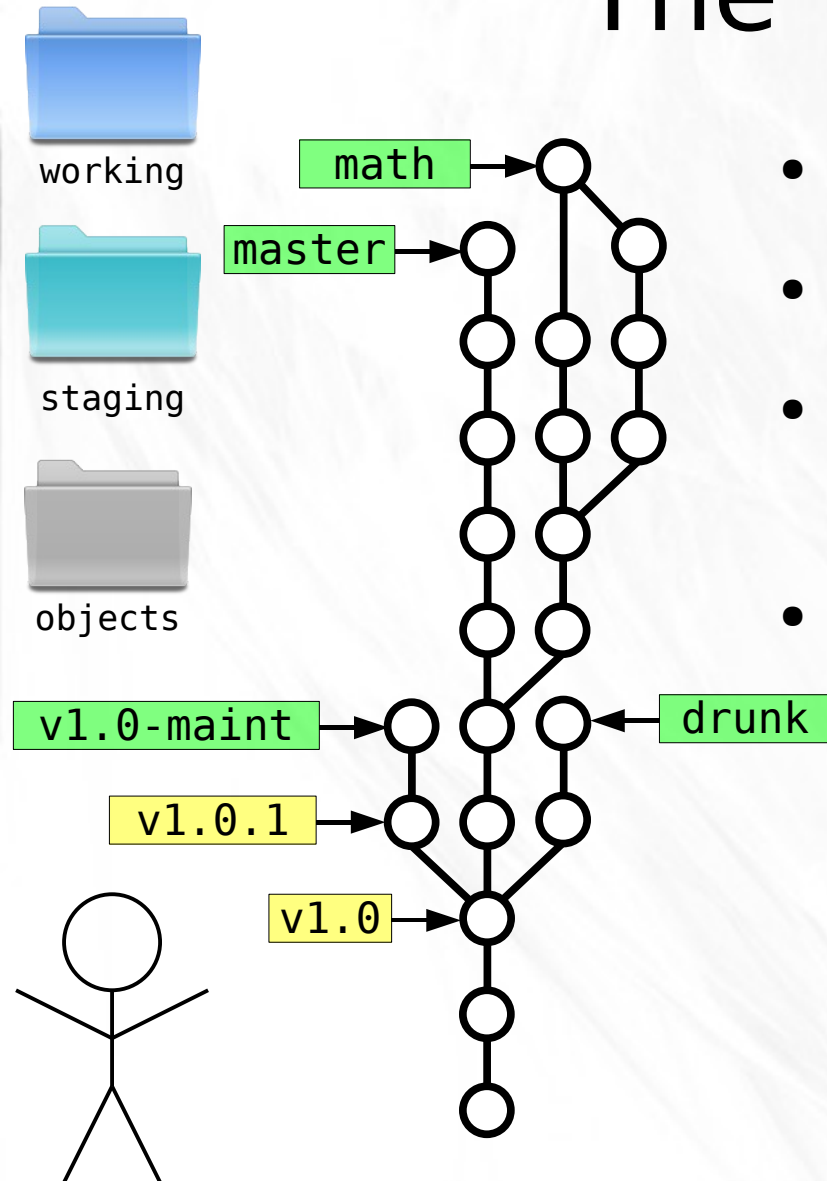 working
math
master
staging
objects
v1.0-maint
drunk
v1.0.1
v1.0